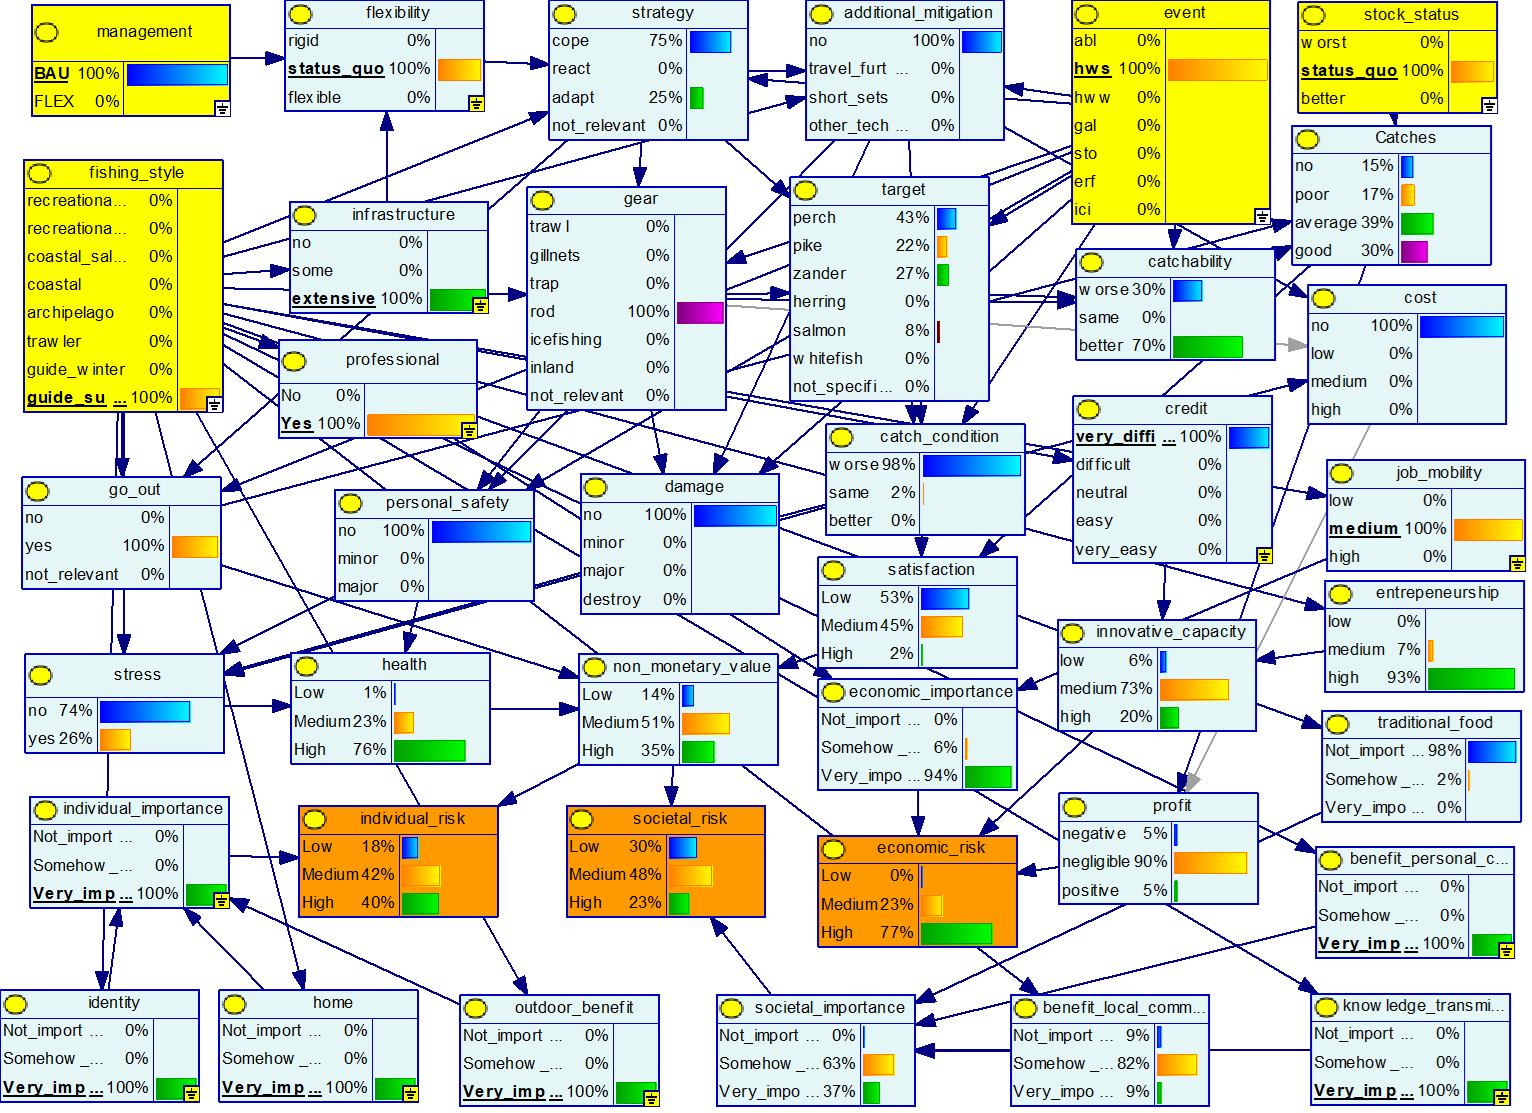 management
BAU 100%
FLEX 0%
flexibility
rigid 0%
status_quo 100%
flexible 0%
strategy
cope 75%
react 0%
adapt 25%
not_relevant 0%
additional_mitigation
no 100%
travel_furt ... 0%
short_sets 0%
other_tech ... 0%
event
abl 0%
hws 100%
hww 0%
gal 0%
sto 0%
erf 0%
ici 0%
stock_status
worst 0%
status_quo 100%
better 0%
Catches
no 15%
poor 17%
average 39%
good 30%
fishing_style
recreationa... 0%
recreationa... 0%
coastal_sal... 0%
coastal 0%
archipelago 0%
trawler 0%
guide_winter 0%
guide_su ... 100%
infrastructure
no 0%
some 0%
extensive 100%
gear
trawl 0%
gillnets 0%
trap 0%
rod 100%
icefishing 0%
inland 0%
not_relevant 0%
target
perch 43%
pike 22%
zander 27%
herring 0%
salmon 8%
whitefish 0%
not_specifi... 0%
catchability
worse 30%
same 0%
better 70%
cost
no 100%
low 0%
medium 0%
high 0%
professional
No 0%
Yes 100%
catch_condition
worse 98%
same 2%
better 0%
credit
very_diffi ... 100%
difficult 0%
neutral 0%
easy 0%
very_easy 0%
job_mobility
low 0%
medium 100%
high 0%
go_out
no 0%
yes 100%
not_relevant 0%
personal_safety
no 100%
minor 0%
major 0%
damage
no 100%
minor 0%
major 0%
destroy 0%
satisfaction
Low 53%
Medium 45%
High 2%
entrepeneurship
low 0%
medium 7%
high 93%
innovative_capacity
low 6%
medium 73%
high 20%
stress
no 74%
yes 26%
health
Low 1%
Medium 23%
High 76%
non_monetary_value
Low 14%
Medium 51%
High 35%
economic_importance
Not_import ... 0%
Somehow_... 6%
Very_impo ... 94%
traditional_food
Not_import ... 98%
Somehow_... 2%
Very_impo ... 0%
individual_importance
Not_import ... 0%
Somehow_... 0%
Very_imp ... 100%
individual_risk
Low 18%
Medium 42%
High 40%
societal_risk
Low 30%
Medium 48%
High 23%
economic_risk
Low 0%
Medium 23%
High 77%
profit
negative 5%
negligible 90%
positive 5%
benefit_personal_c...
Not_import ... 0%
Somehow_... 0%
Very_imp ... 100%
identity
Not_import ... 0%
Somehow_... 0%
Very_imp ... 100%
home
Not_import ... 0%
Somehow_... 0%
Very_imp ... 100%
outdoor_benefit
Not_import ... 0%
Somehow_... 0%
Very_imp ... 100%
societal_importance
Not_import ... 0%
Somehow_... 63%
Very_impo ... 37%
benefit_local_comm...
Not_import ... 9%
Somehow_... 82%
Very_impo ... 9%
knowledge_transmi...
Not_import ... 0%
Somehow_... 0%
Very_imp ... 100%